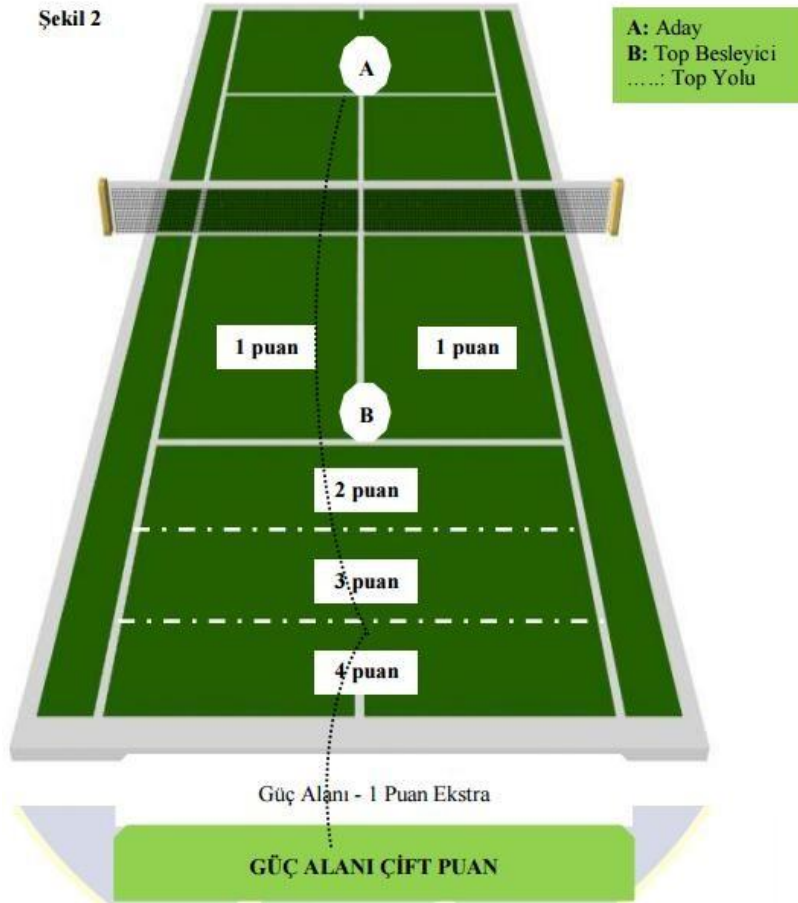 Şekil 2
A: Aday
B: Top Besleyici
.....: Top Yolu
A
1 puan
1 puan
B
2 puan
3 puan
4 puan
Güç Alanı - 1 Puan Ekstra
GÜÇ ALANI ÇİFT PUAN